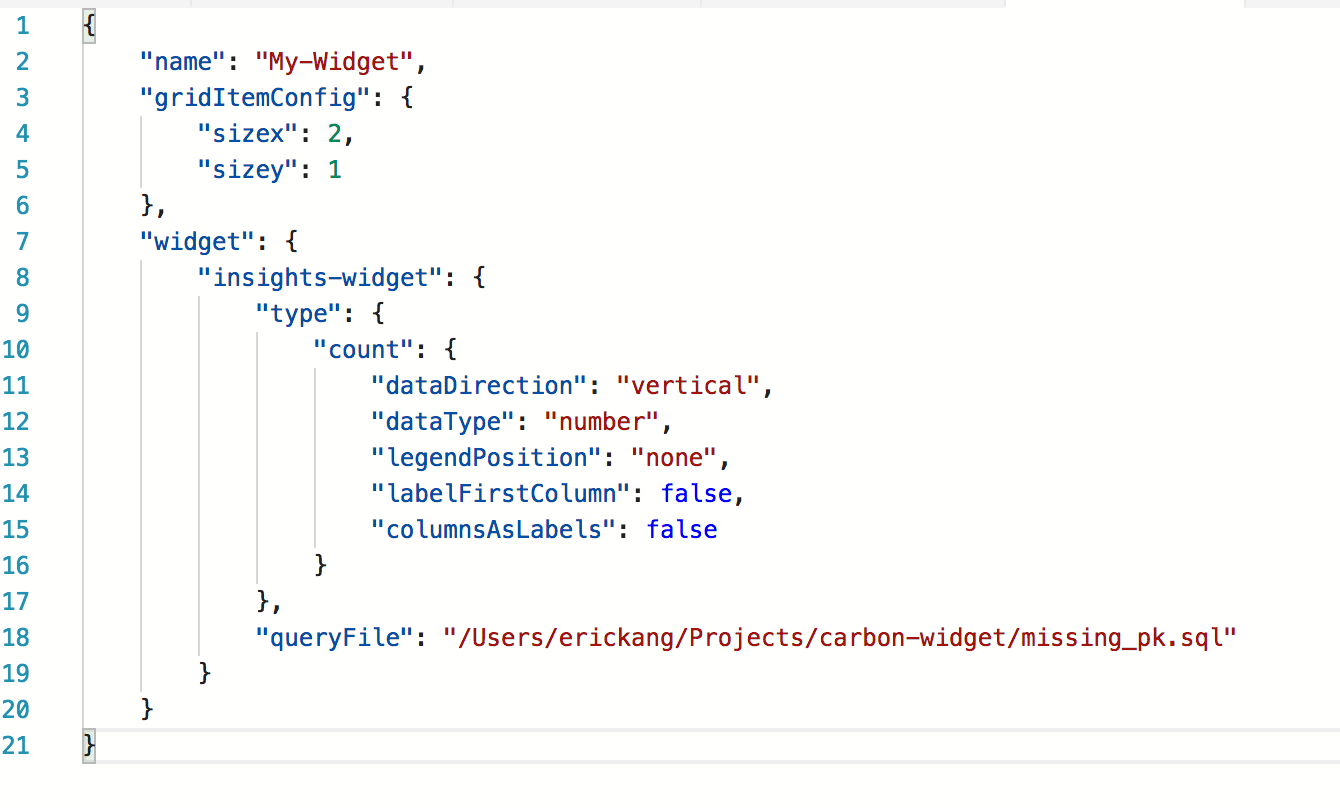 1 {
2     "name": "My-Widget",
3     "gridItemConfig": {
4         "sizex": 2,
5         "sizey": 1
6     },
7     "widget": {
8         "insights-widget": {
9             "type": {
10                 "count": {
11                     "dataDirection": "vertical",
12                     "dataType": "number",
13                     "legendPosition": "none",
14                     "labelFirstColumn": false,
15                     "columnsAsLabels": false
16                 }
17             },
18             "queryFile": "/Users/erickang/Projects/carbon-widget/missing_pk.sql"
19         }
20     }
21 }